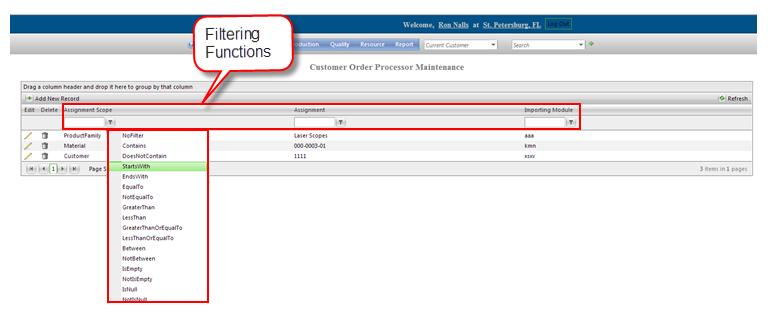 Welcome, Ron Nalls at St. Petersburg, FL Log Out
Filtering
Functions
Quality Resource Report Current Customer Search
Customer Order Processor Maintenance
Drag a column header and drop it here to group by that column
Add New Record Refresh
Edit Delete Assignment Scope Assignment Importing Module
ProductFamily Laser Scopes aaa
Material 000-0003-01 kmn
Customer 1111
1 Page 3 items in 1 pages
NoFilter
Contains
DoesNotContain
StartsWith
EndsWith
EqualTo
NotEqualTo
GreaterThan
LessThan
GreaterThanOrEqualTo
LessThanOrEqualTo
Between
NotBetween
IsEmpty
NotIsEmpty
IsNull
NotIsNull